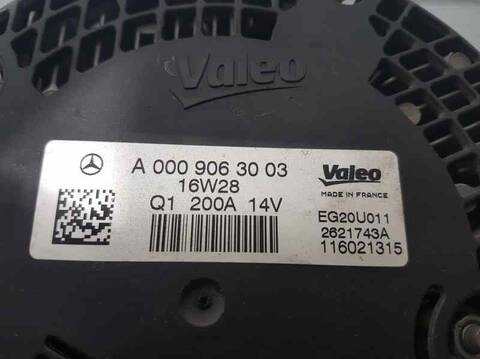 Valeo
A 000 906 30 03
16W28
Q1 200A 14V
Valeo
MADE IN FRANCE
EG20U011
2621743A
116021315